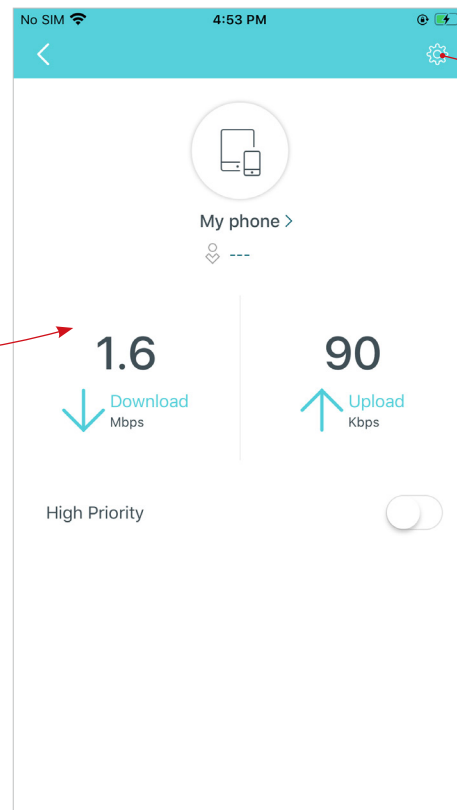 No SIM 4:53 PM
My phone >
---
1.6 90
Download Upload
Mbps Kbps
High Priority